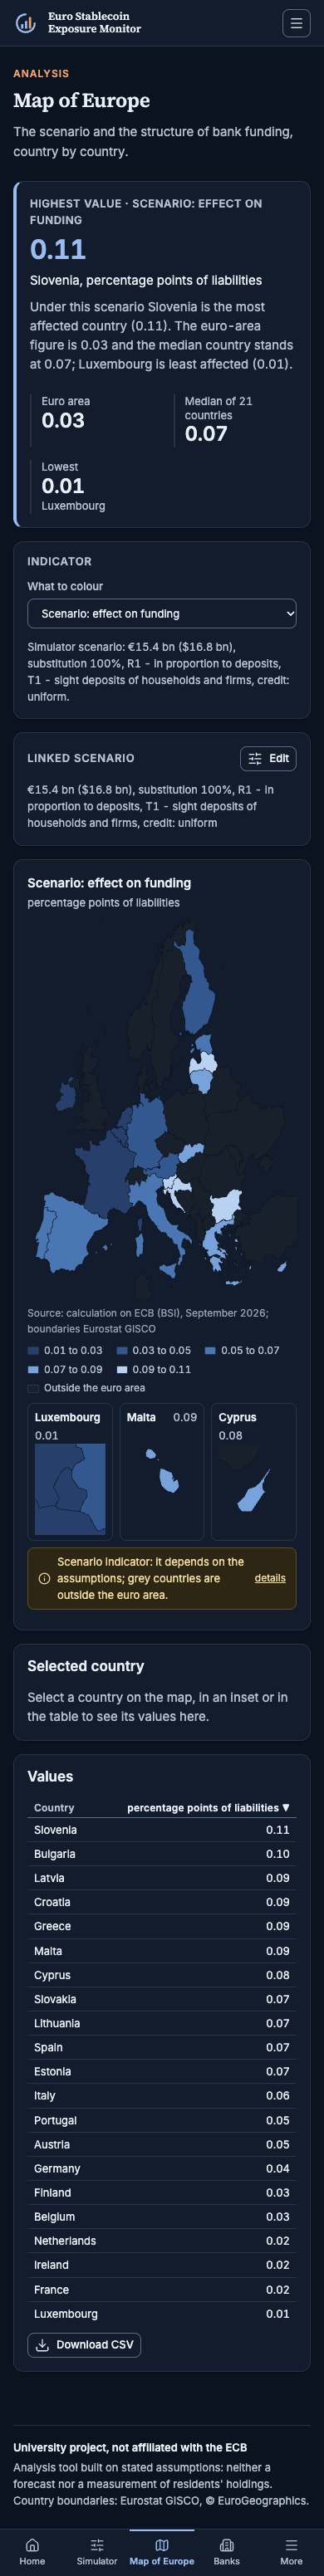 Euro Stablecoin
Exposure Monitor
ANALYSIS
Map of Europe
The scenario and the structure of bank funding,
country by country.
HIGHEST VALUE · SCENARIO: EFFECT ON
FUNDING
0.11
Slovenia, percentage points of liabilities
Under this scenario Slovenia is the most
affected country (0.11). The euro-area
figure is 0.03 and the median country stands
at 0.07; Luxembourg is least affected (0.01).
Euro area
0.03
Median of 21
countries
0.07
Lowest
0.01
Luxembourg
INDICATOR
What to colour
Scenario: effect on funding
Simulator scenario: €15.4 bn ($16.8 bn),
substitution 100%, R1 - in proportion to deposits,
T1 - sight deposits of households and firms, credit:
uniform.
LINKED SCENARIO
Edit
€15.4 bn ($16.8 bn), substitution 100%, R1 - in
proportion to deposits, T1 - sight deposits of
households and firms, credit: uniform
Scenario: effect on funding
percentage points of liabilities
Source: calculation on ECB (BSI), September 2026;
boundaries Eurostat GISCO
0.01 to 0.03 0.03 to 0.05 0.05 to 0.07
0.07 to 0.09 0.09 to 0.11
Outside the euro area
Luxembourg
0.01
Malta 0.09
Cyprus
0.08
Scenario indicator: it depends on the
assumptions; grey countries are
outside the euro area.
details
Selected country
Select a country on the map, in an inset or in
the table to see its values here.
Values
Country percentage points of liabilities ▼
Slovenia 0.11
Bulgaria 0.10
Latvia 0.09
Croatia 0.09
Greece 0.09
Malta 0.09
Cyprus 0.08
Slovakia 0.07
Lithuania 0.07
Spain 0.07
Estonia 0.07
Italy 0.06
Portugal 0.05
Austria 0.05
Germany 0.04
Finland 0.03
Belgium 0.03
Netherlands 0.02
Ireland 0.02
France 0.02
Luxembourg 0.01
Download CSV
University project, not affiliated with the ECB
Analysis tool built on stated assumptions: neither a
forecast nor a measurement of residents' holdings.
Country boundaries: Eurostat GISCO, © EuroGeographics.
Home Simulator Map of Europe Banks More